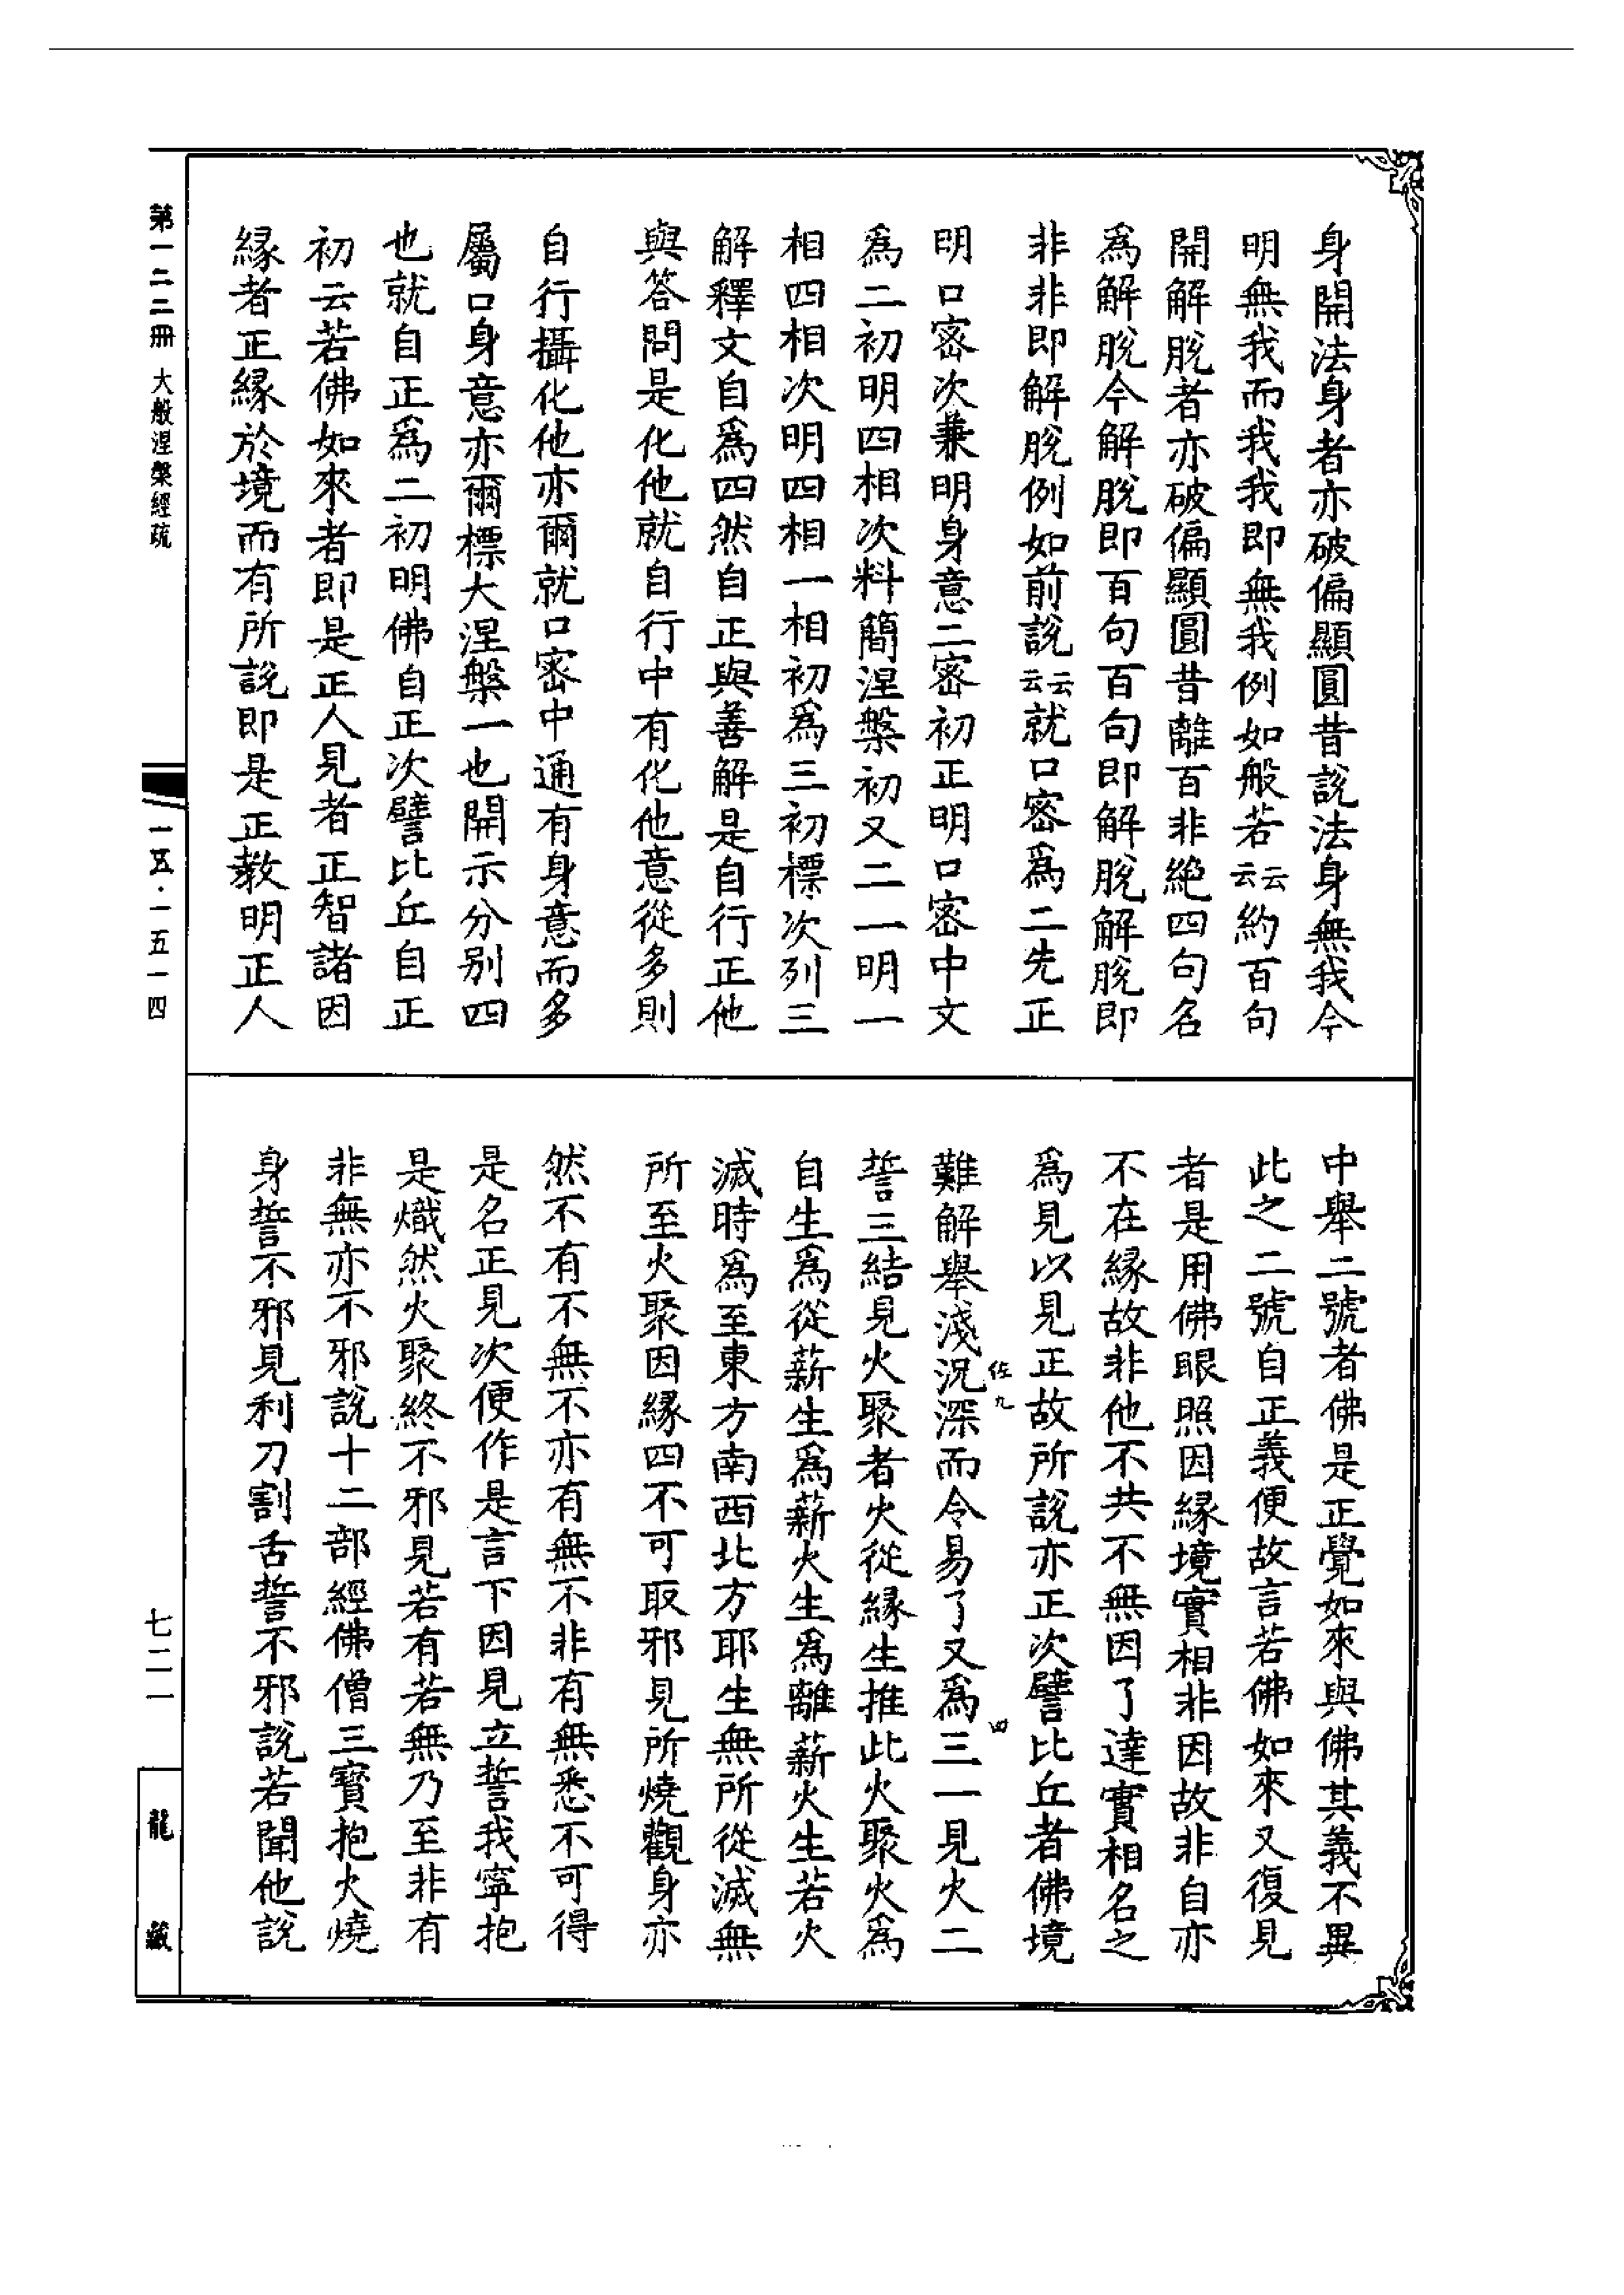 身開法身者亦破偏顯圓昔說法身無我今
明無我而我我即無我例如般若云云約百句
開解脫者亦破偏顯圓昔離百非絶四句名
為解脫今解脫即百句百句即解脫解脫即
非非即解脫例如前說云云就口密為二先正
明口密次兼明身意二密初正明口密中文
為二初明四相次料簡涅槃初又二一明一
相四相次明四相一相初為三初標次列三
解釋文自為四然自正與善解是自行正他
與答問是化他就自行中有化他意從多則
自行攝化他亦爾就口密中通有身意而多
屬口身意亦爾標大涅槃一也開示分別四
也就自正為二初明佛自正次譬比丘自正
初云若佛如來者即是正人見者正智諸因
緣者正緣於境而有所說即是正教明正人
中舉二號者佛是正覺如來與佛其義不異
此之二號自正義便故言若佛如來又復見
者是用佛眼照因緣境實相非因故非自亦
不在緣故非他不共不無因了達實相名之
為見以見正故所說亦正次譬比丘者佛境
難解舉淺況深而令易了又為三一見火二
誓三結見火聚者火從緣生推此火聚火為
自生為從薪生為薪火生為離薪火生若火
滅時為至東方南西北方耶生無所從滅無
所至火聚因緣四不可取邪見所燒觀身亦
然不有不無不亦有無不非有無悉不可得
是名正見次便作是言下因見立誓我寧抱
是熾然火聚終不邪見若有若無乃至非有
非無亦不邪說十二部經佛僧三寶抱火燒
身誓不邪見利刀割舌誓不邪說若聞他說
佐九
四
第一二二冊 大般涅槃經疏
一五五·一五一四
七二一
龍藏